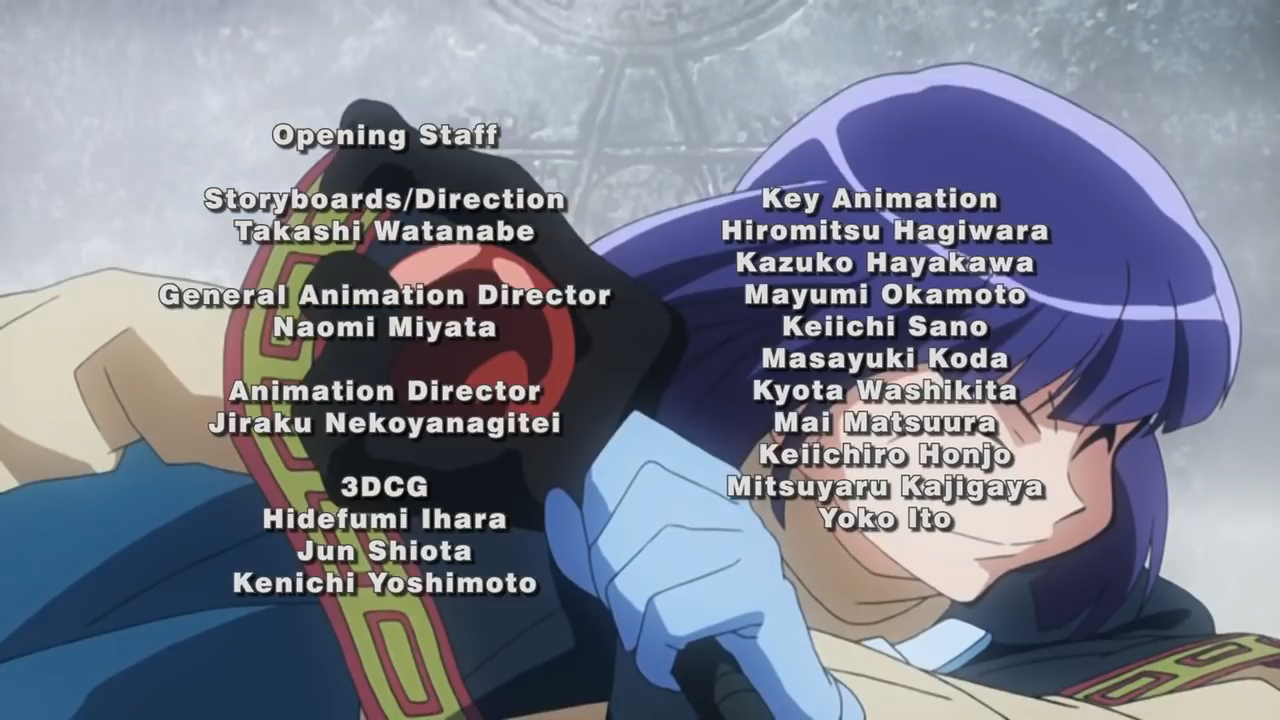 Opening Staff
Storyboards/Direction
Takashi Watanabe
General Animation Director
Naomi Miyata
Animation Director
Jiraku Nekoyanagitei
3DCG
Hidefumi Ihara
Jun Shiota
Kenichi Yoshimoto
Key Animation
Hiromitsu Hagiwara
Kazuko Hayakawa
Mayumi Okamoto
Keiichi Sano
Masayuki Koda
Kyota Washikita
Mai Matsuura
Keiichiro Honjo
Mitsuyaru Kajigaya
Yoko Ito